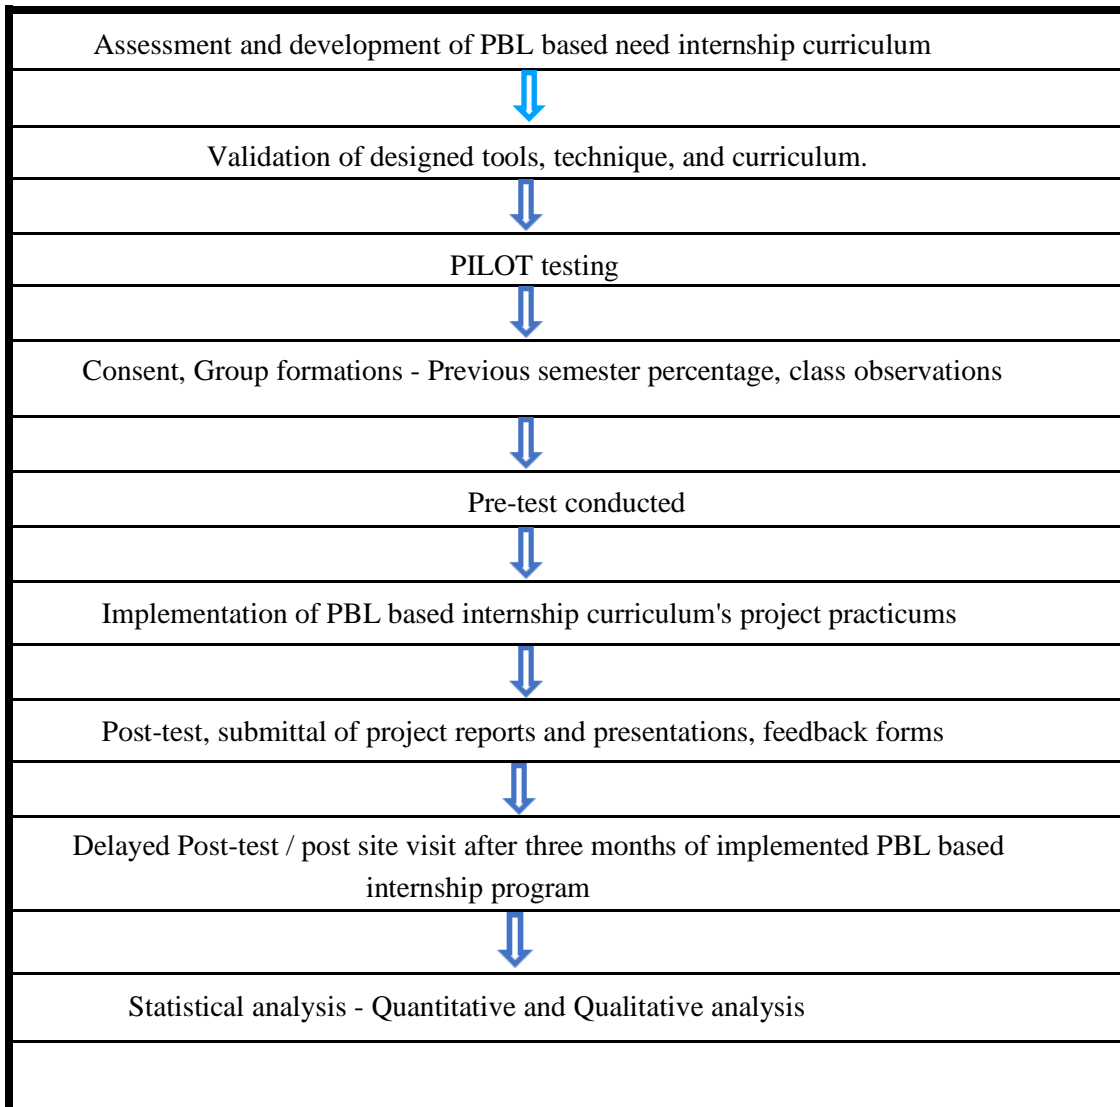 Assessment and development of PBL based need internship curriculum
Validation of designed tools, technique, and curriculum.
PILOT testing
Consent, Group formations - Previous semester percentage, class observations
Pre-test conducted
Implementation of PBL based internship curriculum's project practicums
Post-test, submittal of project reports and presentations, feedback forms
Delayed Post-test / post site visit after three months of implemented PBL based
internship program
Statistical analysis - Quantitative and Qualitative analysis